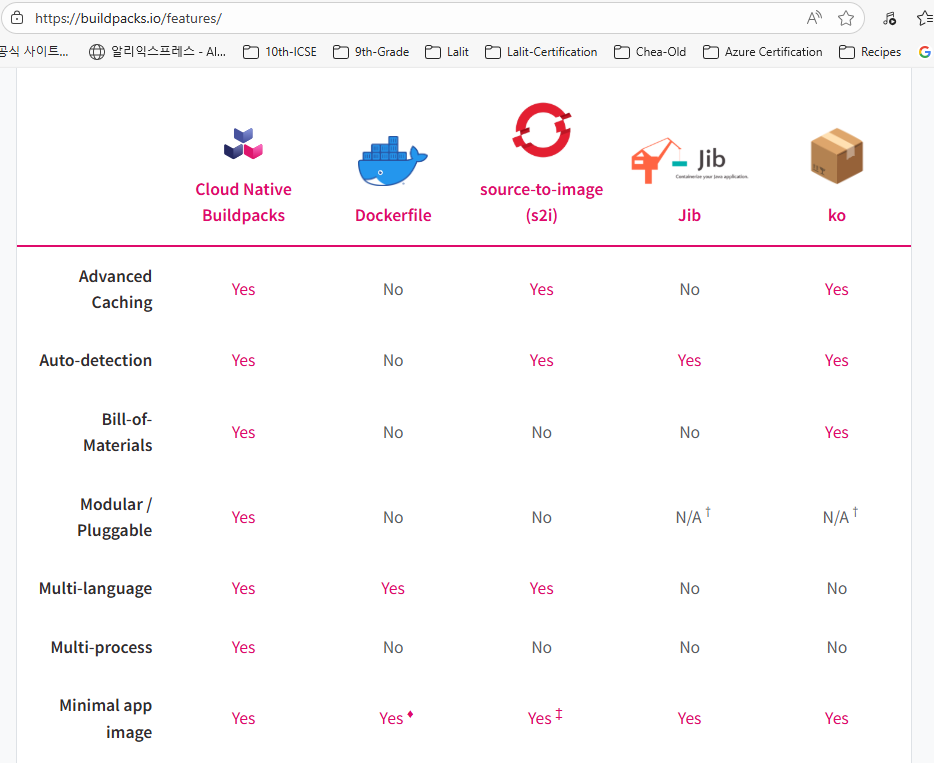 https://buildpacks.io/features/
공식 사이트... 알리익스프레스 - Al... 10th-ICSE 9th-Grade Lalit Lalit-Certification Chea-Old Azure Certification Recipes
Jib
Containerize your Java application.
Cloud Native
Buildpacks
Dockerfile
source-to-image
(s2i)
Jib
ko
Advanced
Caching
Yes No Yes No Yes
Auto-detection Yes No Yes Yes Yes
Bill-of-
Materials
Yes No No No Yes
Modular /
Pluggable
Yes No No N/A † N/A †
Multi-language Yes Yes Yes No No
Multi-process Yes No No No No
Minimal app
image
Yes Yes ♦ Yes ‡ Yes Yes